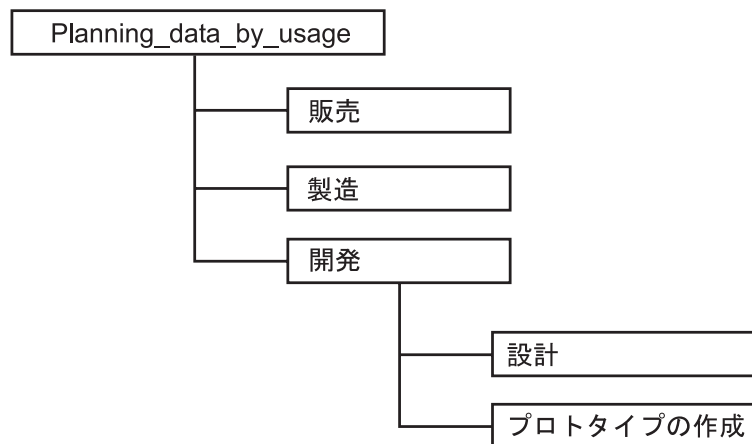 Planning_data_by_usage
販売
製造
開発
設計
プロトタイプの作成